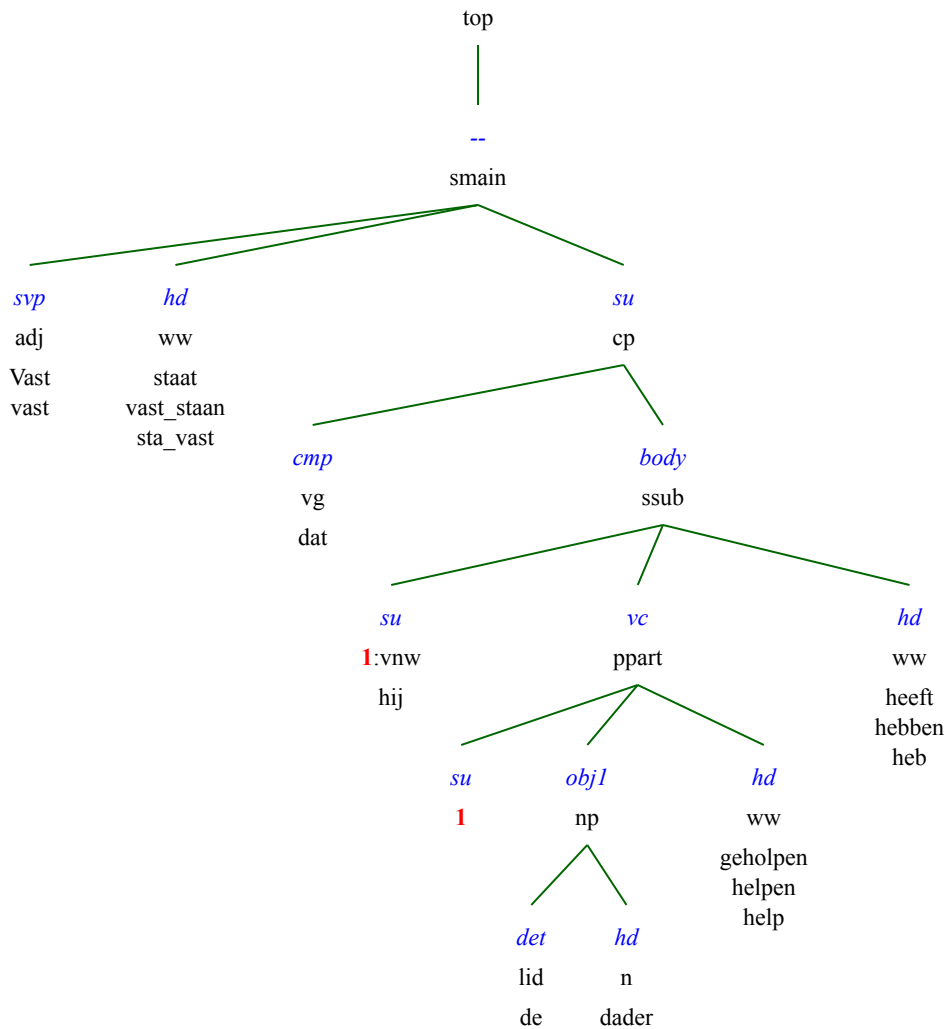 top
--
smain
svp hd su
adj ww cp
Vast staat
vast vast_staan
sta_vast
cmp body
vg ssub
dat
su vc hd
1:vnw ppart ww
hij heeft
hebben
heb
su obj1 hd
1 np ww
geholpen
helpen
help
det hd
lid n
de dader